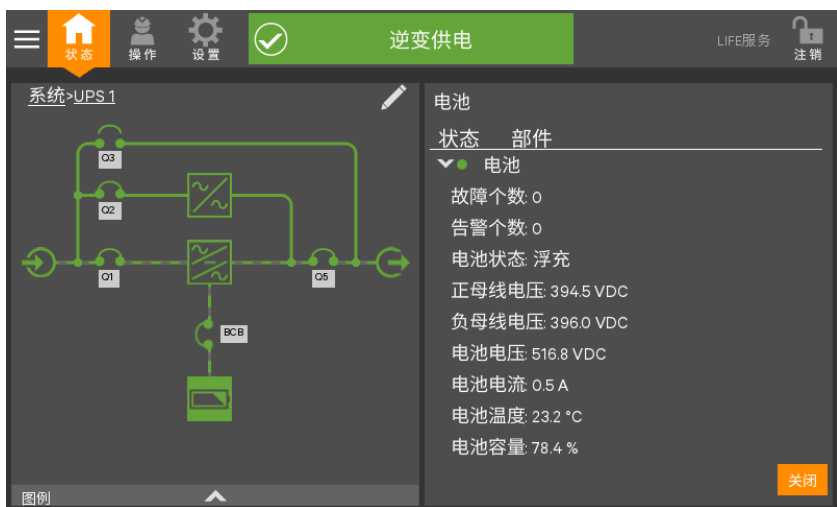 状态
操作
设置
逆变供电
LIFE服务
注销
系统>UPS 1
Q3
Q2
Q1
Q5
BCB
图例
电池
状态 部件
电池
故障个数: 0
告警个数: 0
电池状态: 浮充
正母线电压: 394.5 VDC
负母线电压: 396.0 VDC
电池电压: 516.8 VDC
电池电流: 0.5 A
电池温度: 23.2 °C
电池容量: 78.4 %
关闭